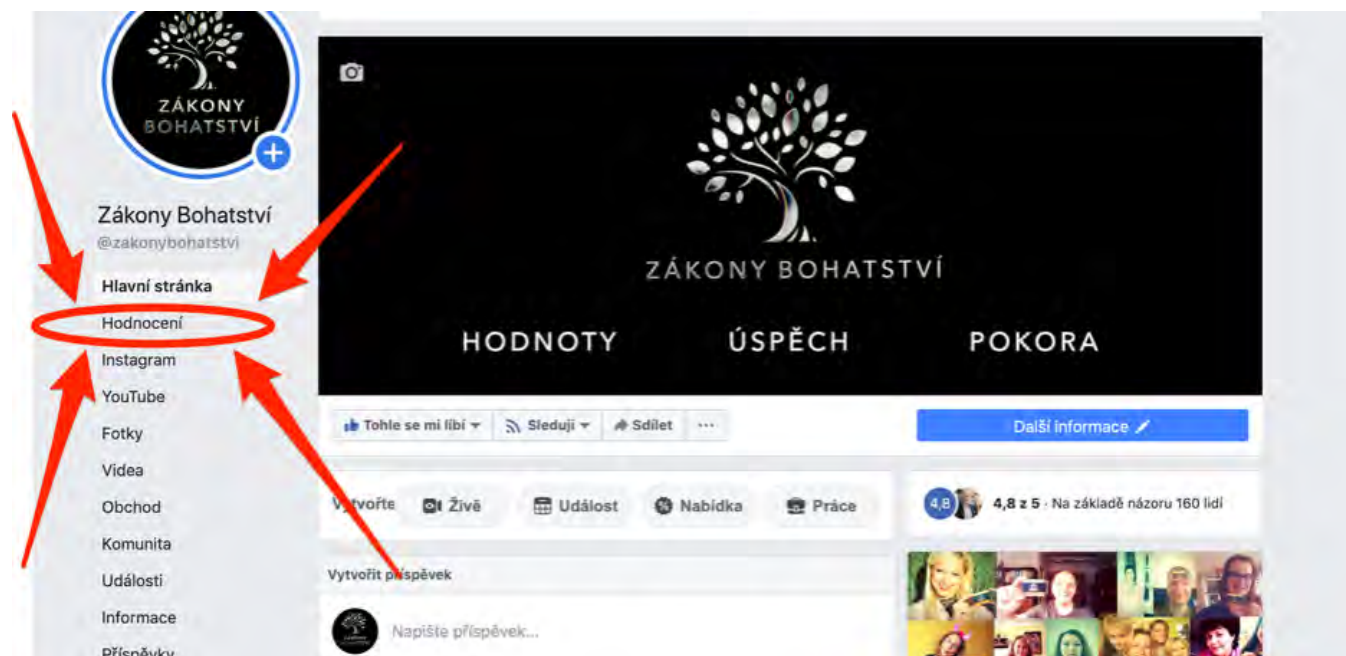 ZÁKONY
BOHATSTVÍ
Zákony Bohatství
@zakonybohatstvi
Hlavní stránka
Hodnocení
Instagram
YouTube
Fotky
Videa
Obchod
Komunita
Události
Informace
Příspěvky
ZÁKONY BOHATSTVÍ
HODNOTY ÚSPĚCH POKORA
Tohle se mi líbí Sleduji Sdílet ...
Další informace
Vytvořte Živě Událost Nabídka Práce
4,8 4,8 z 5 · Na základě názoru 160 lidí
Vytvořit příspěvek
Napište příspěvek...